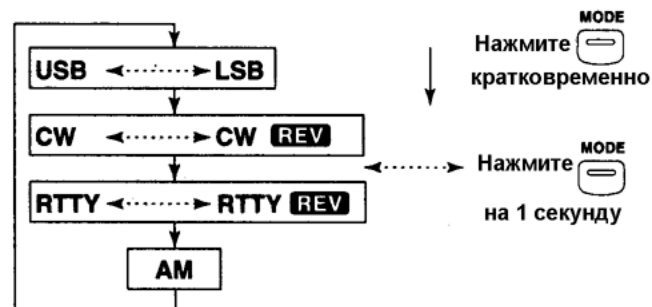 USB LSB
CW CW REV
RTTY RTTY REV
AM
MODE
Нажмите
кратковременно
MODE
Нажмите
на 1 секунду